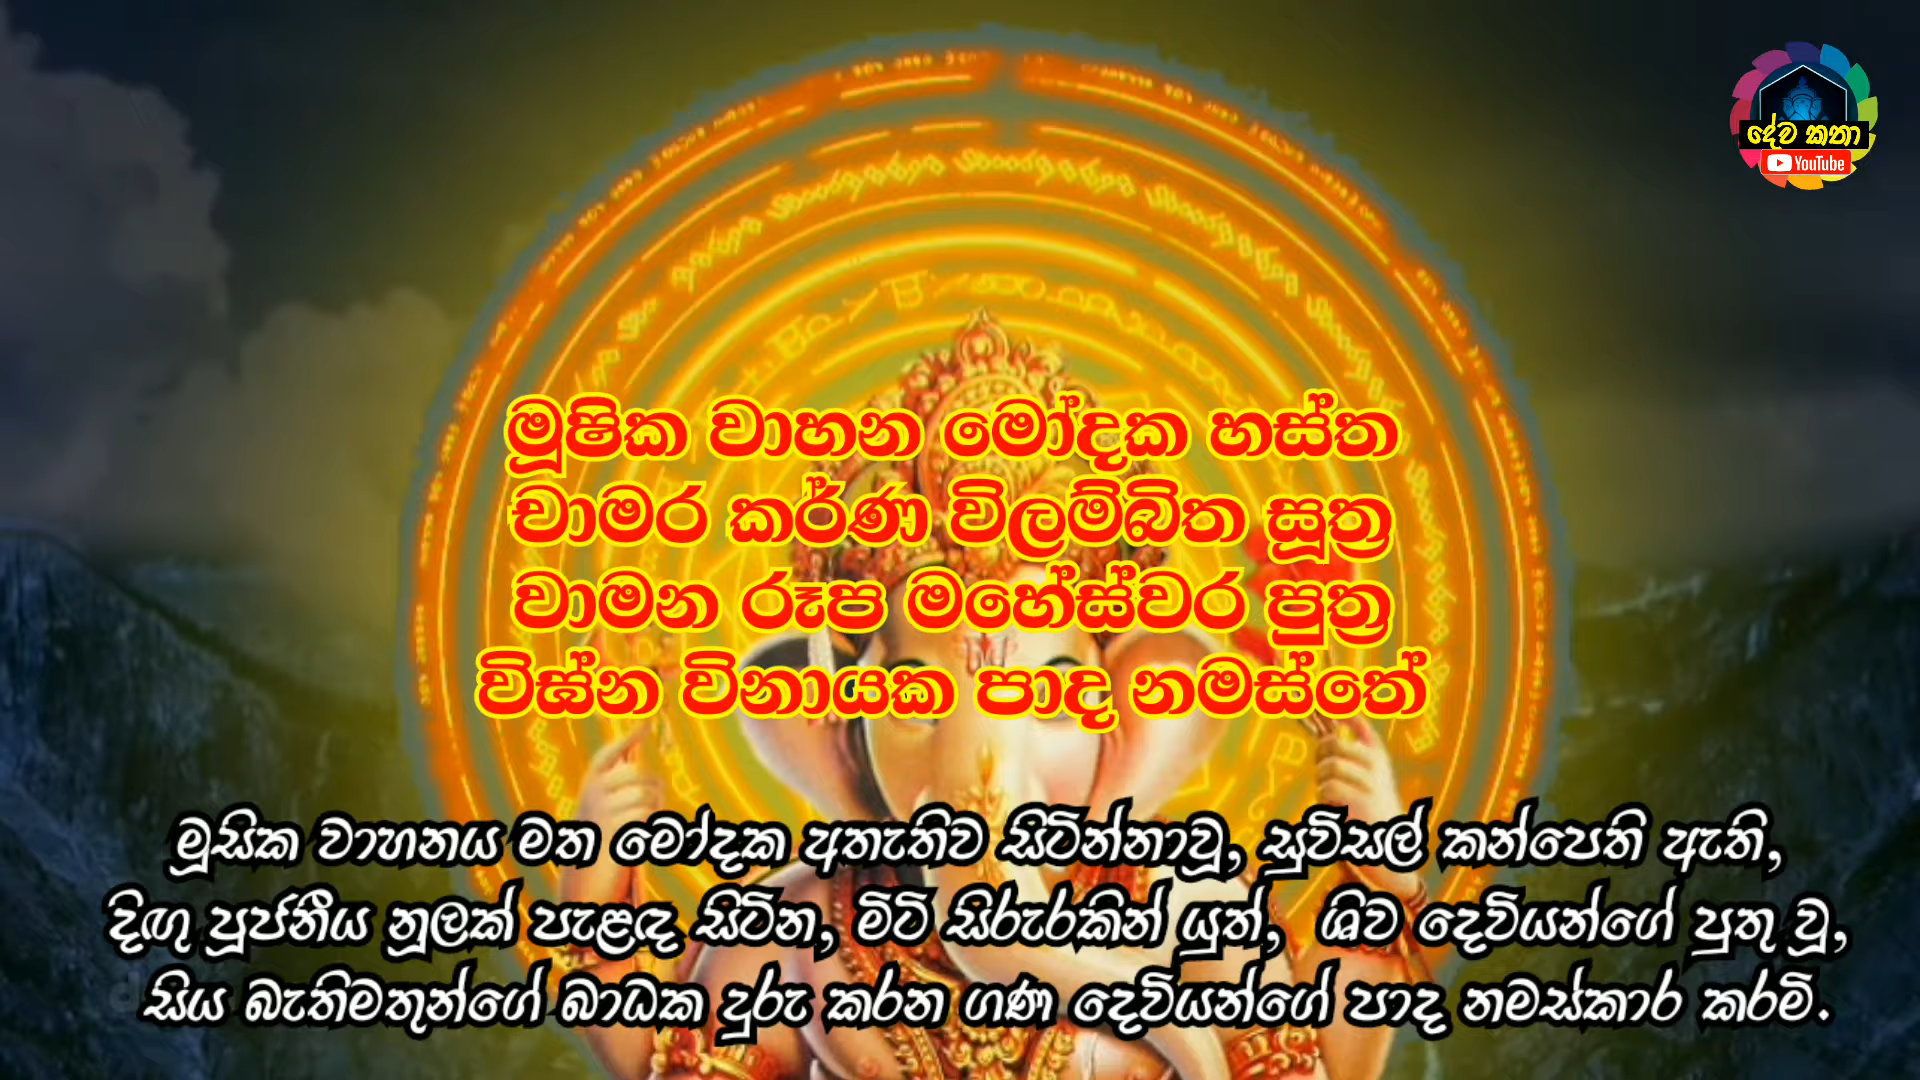 දේව කතා
YouTube
මූෂික වාහන මෝදක හස්ත
චාමර කර්ණ විලම්බිත සූත්‍ර
වාමන රූප මහේස්වර පුත්‍ර
විඝ්න විනායක පාද නමස්තේ
මූසික වාහනය මත මෝදක අතැතිව සිටින්නාවූ, සුවිසල් කන්පෙති ඇති,
දිගු පූජනීය නූලක් පැළඳ සිටින, මිටි සිරුරකින් යුත්, ශිව දෙවියන්ගේ පුතු වූ,
සිය බැතිමතුන්ගේ බාධක දුරු කරන ගණ දෙවියන්ගේ පාද නමස්කාර කරමි.